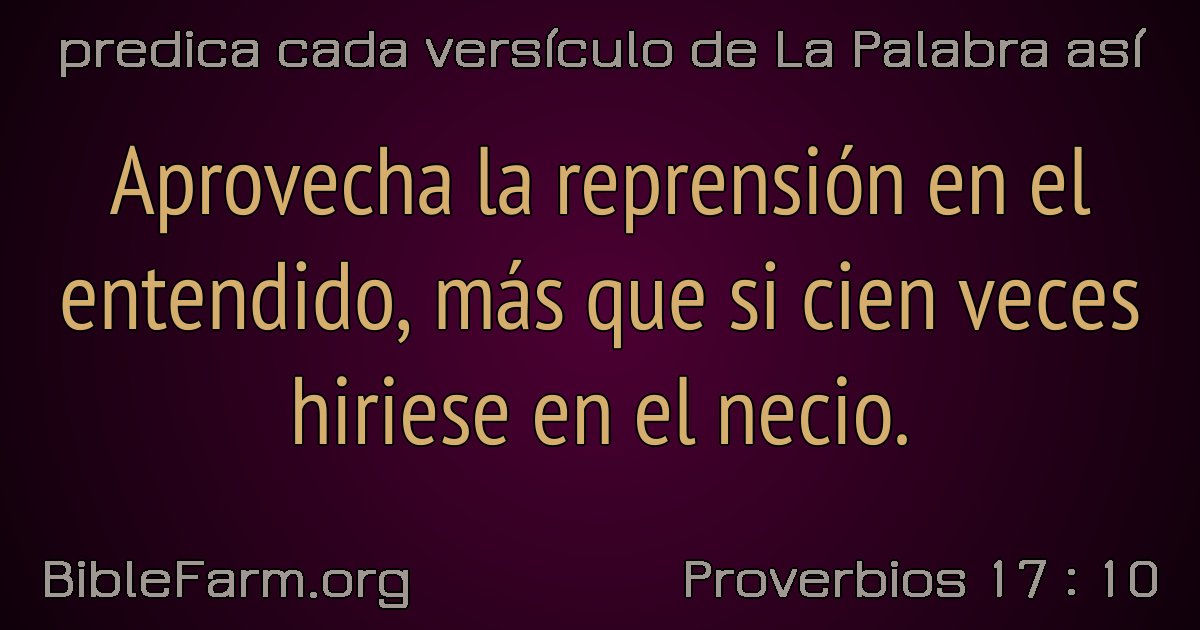 predica cada versículo de La Palabra así
Aprovecha la reprensión en el
entendido, más que si cien veces
hiriese en el necio.
BibleFarm.org
Proverbios 17 : 10